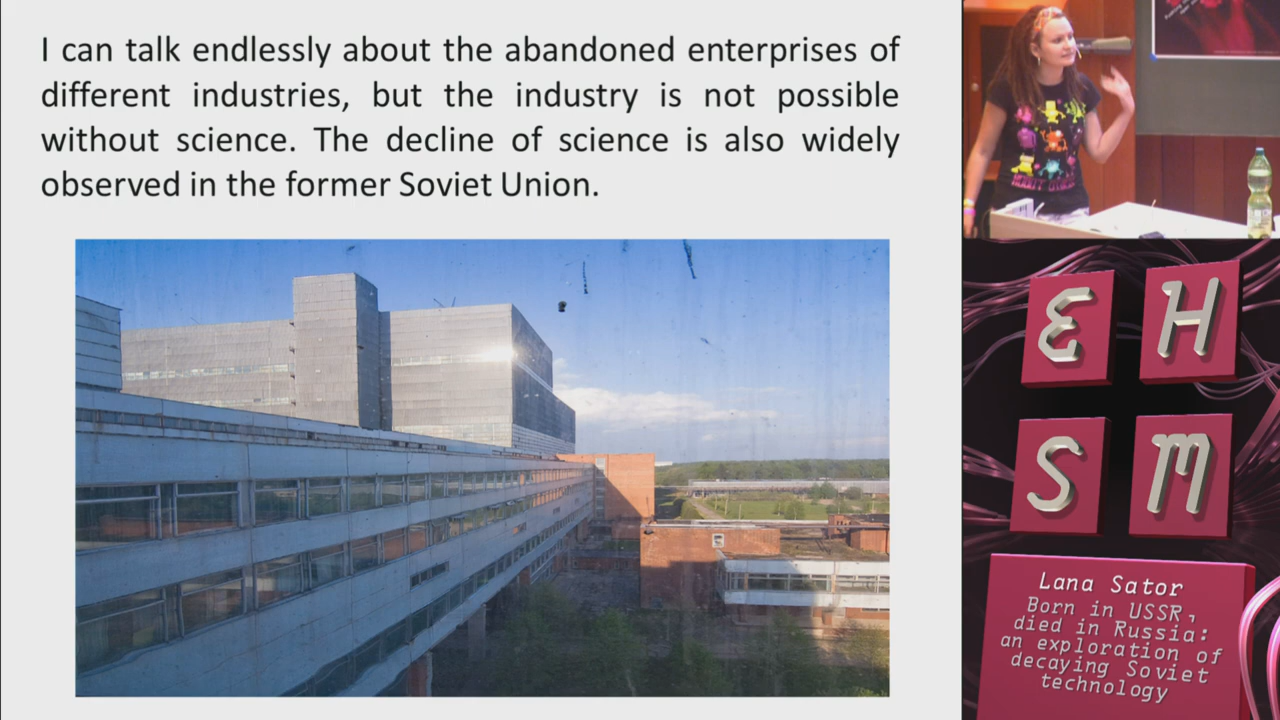 I can talk endlessly about the abandoned enterprises of
different industries, but the industry is not possible
without science. The decline of science is also widely
observed in the former Soviet Union.
E H
S M
Lana Sator
Born in USSR,
died in Russia:
an exploration of
decaying Soviet
technology